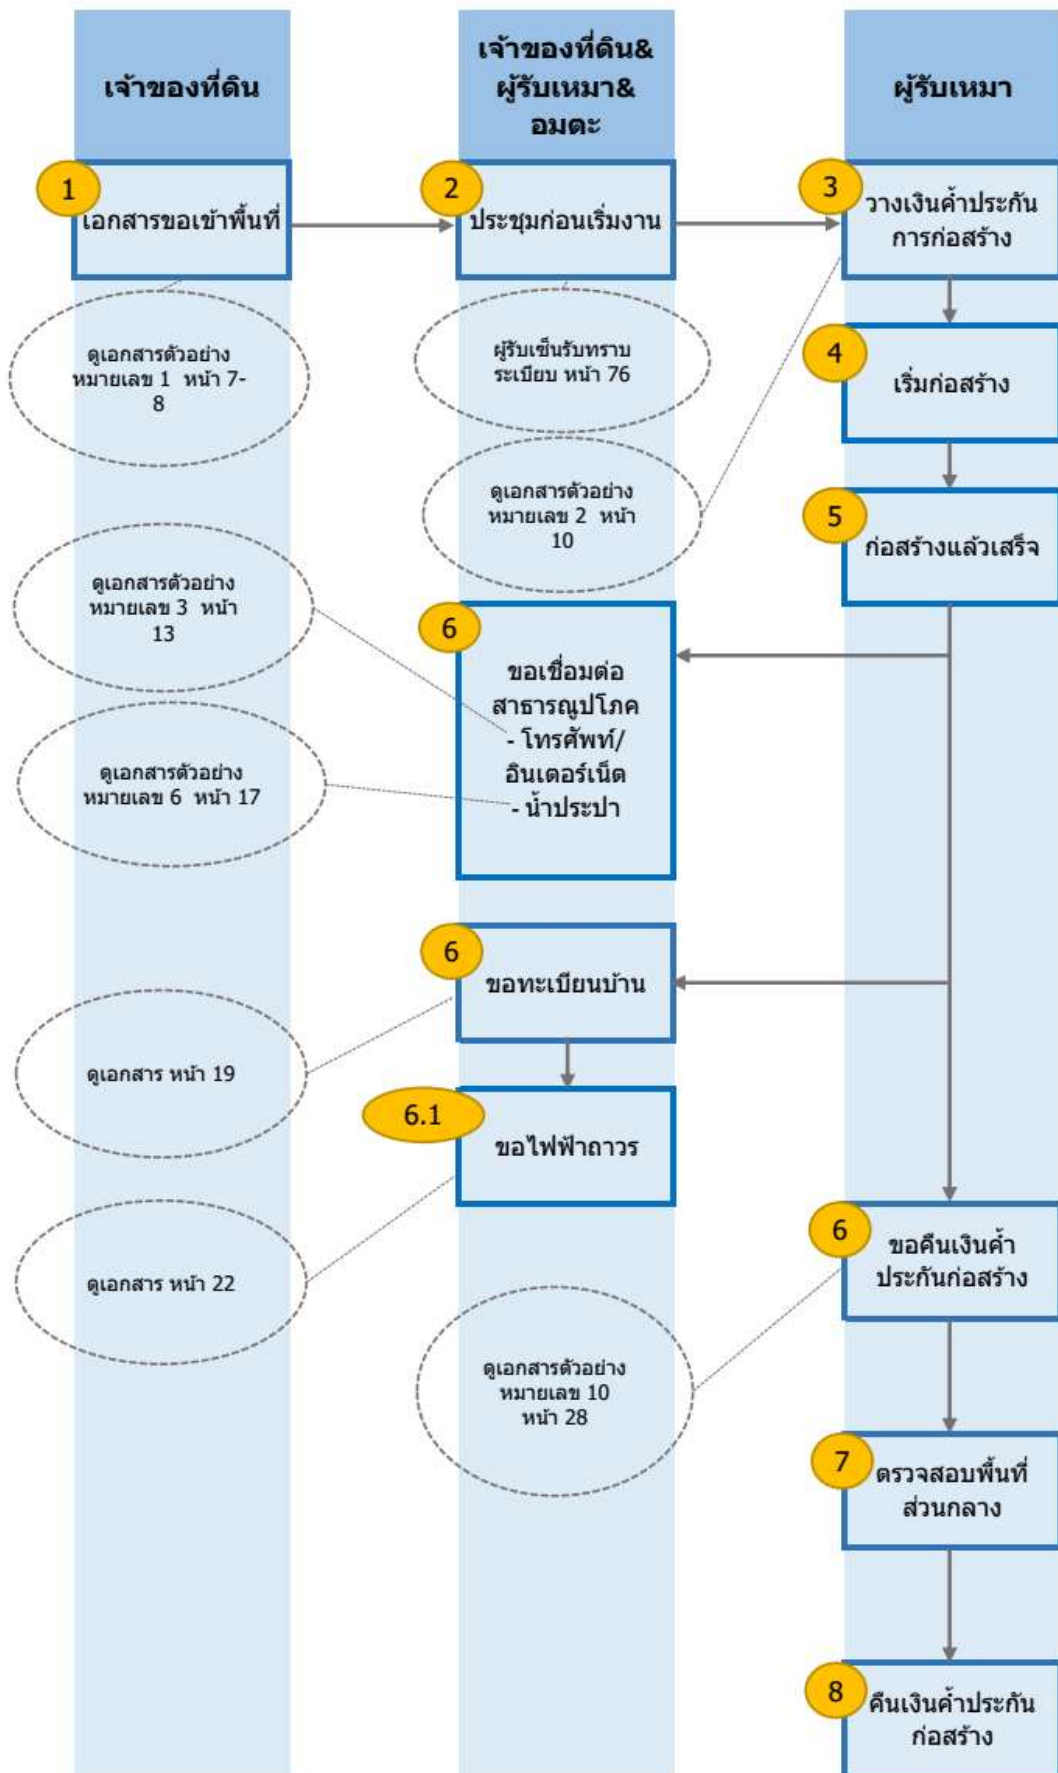 เจ้าของที่ดิน
เจ้าของที่ดิน&
ผู้รับเหมา&
อมตะ
ผู้รับเหมา
1
เอกสารขอเข้าพื้นที่
2
ประชุมก่อนเริ่มงาน
3
วางเงินค้ำประกัน
การก่อสร้าง
ดูเอกสารตัวอย่าง
หมายเลข 1 หน้า 7-
8
ผู้รับเซ็นรับทราบ
ระเบียบ หน้า 76
4
เริ่มก่อสร้าง
ดูเอกสารตัวอย่าง
หมายเลข 2 หน้า
10
5
ก่อสร้างแล้วเสร็จ
ดูเอกสารตัวอย่าง
หมายเลข 3 หน้า
13
6
ขอเชื่อมต่อ
สาธารณูปโภค
- โทรศัพท์/
อินเตอร์เน็ต
- น้ำประปา
ดูเอกสารตัวอย่าง
หมายเลข 6 หน้า 17
6
ขอทะเบียนบ้าน
ดูเอกสาร หน้า 19
6.1
ขอไฟฟ้าถาวร
ดูเอกสาร หน้า 22
6
ขอคืนเงินค้ำ
ประกันก่อสร้าง
ดูเอกสารตัวอย่าง
หมายเลข 10
หน้า 28
7
ตรวจสอบพื้นที่
ส่วนกลาง
8
คืนเงินค้ำประกัน
ก่อสร้าง